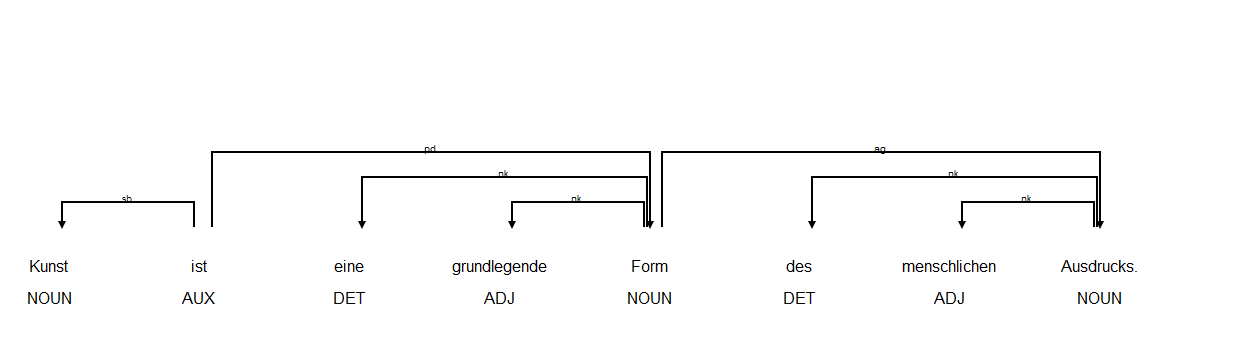 pd ag
nk nk
sb nk nk
Kunst ist eine grundlegende Form des menschlichen Ausdrucks.
NOUN AUX DET ADJ NOUN DET ADJ NOUN